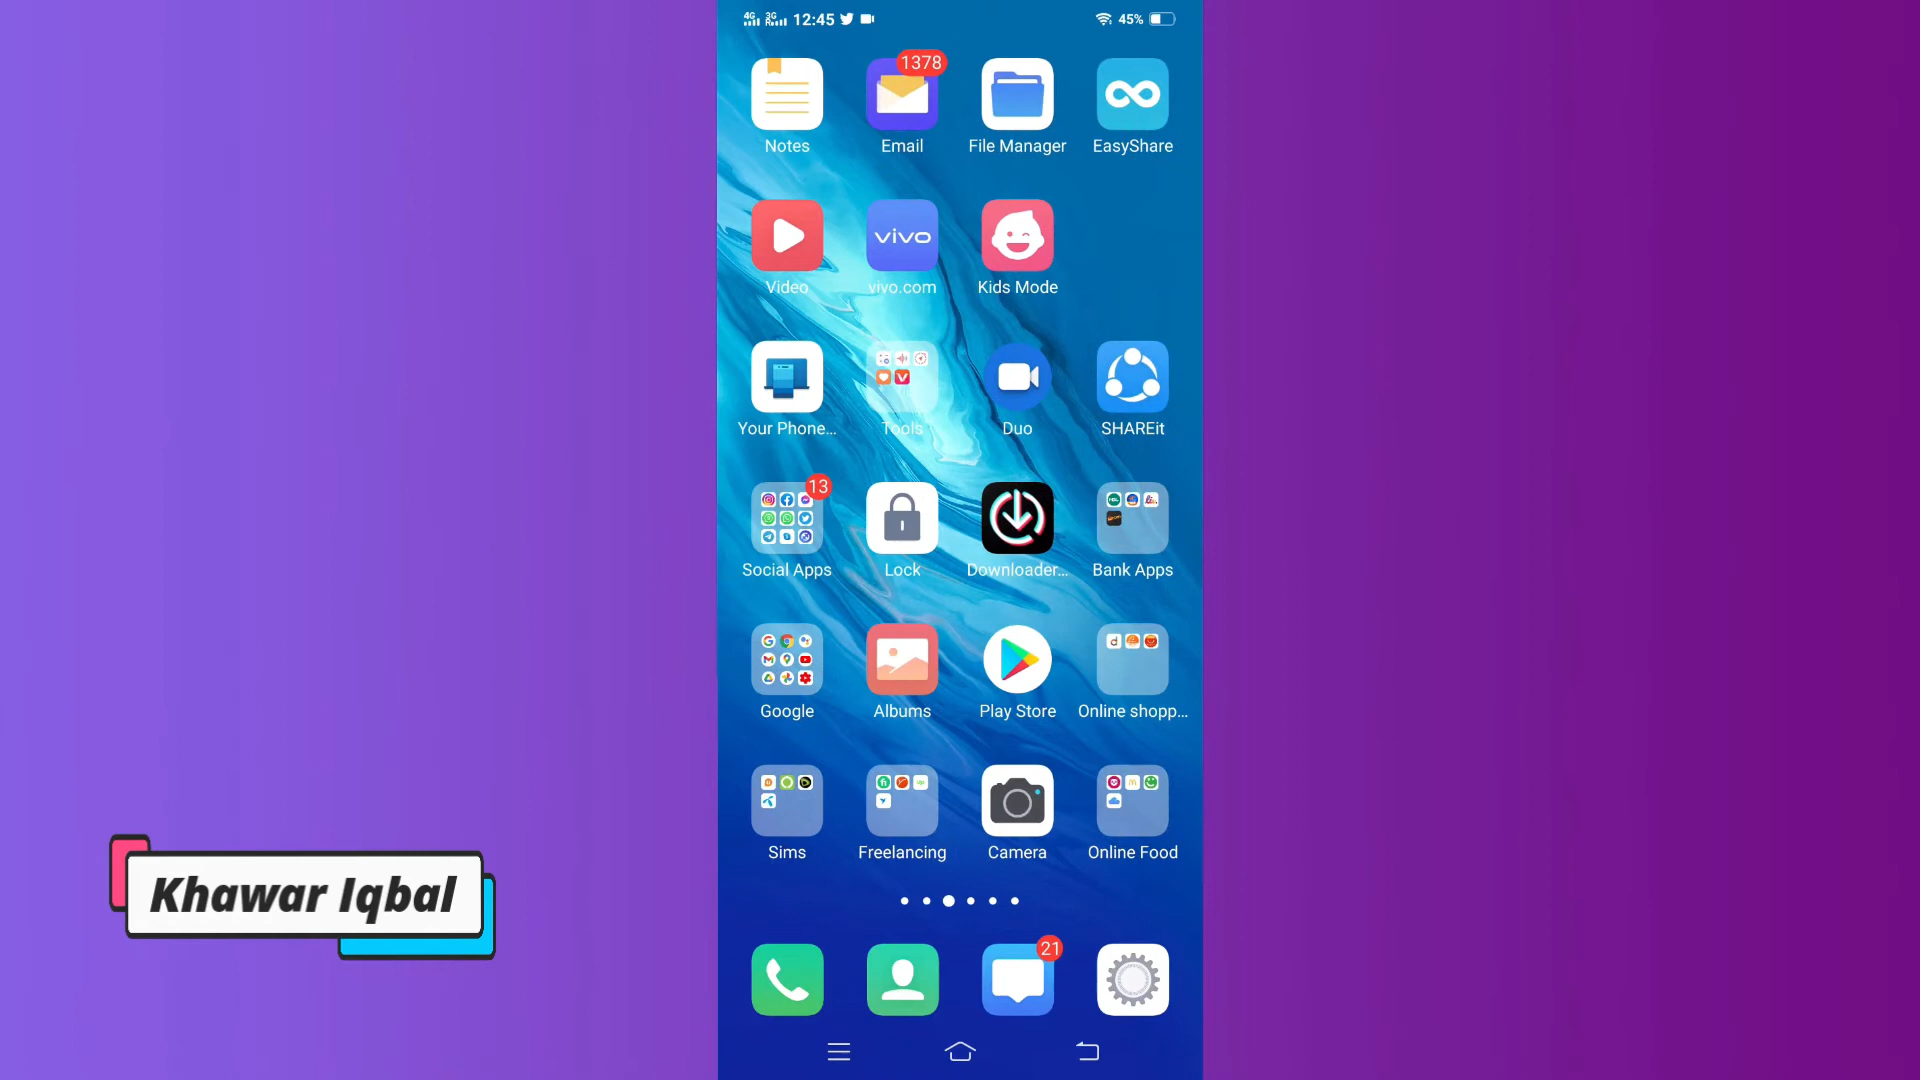 4G 3G R 12:45 45%
1378
Notes Email File Manager EasyShare
vivo
Video vivo.com Kids Mode
Your Phone... Tools Duo SHAREit
13
Social Apps Lock Downloader... Bank Apps
Google Albums Play Store Online shopp...
Sims Freelancing Camera Online Food
Khawar Iqbal
21